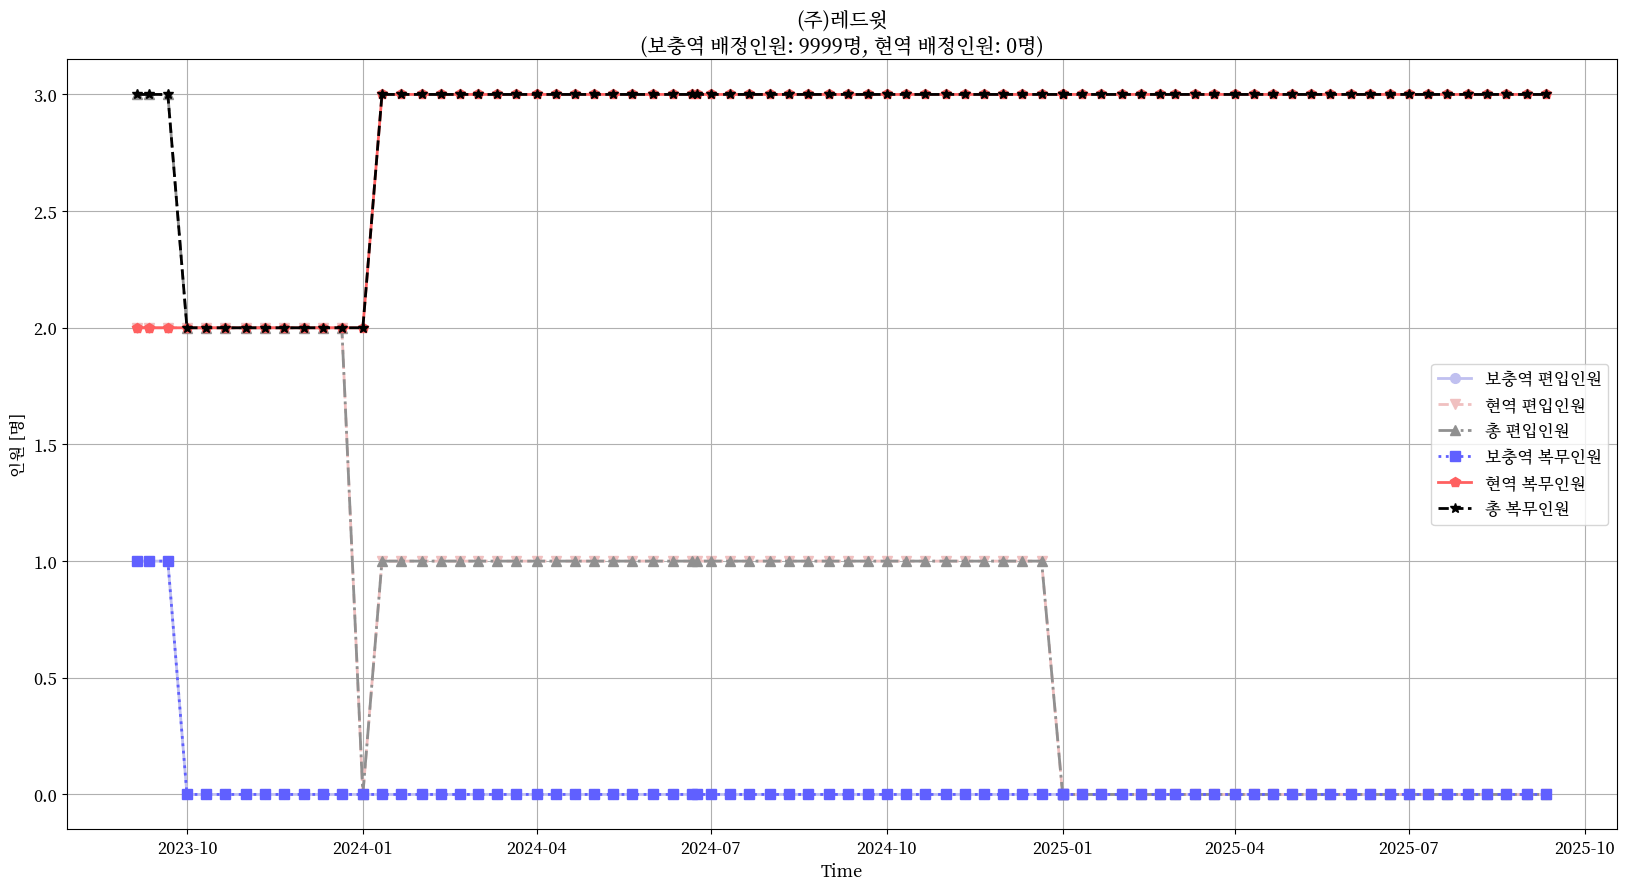 (주)레드윗
(보충역 배정인원: 9999명, 현역 배정인원: 0명)
인원 [명]
3.0
2.5
2.0
1.5
1.0
0.5
0.0
보충역 편입인원
현역 편입인원
총 편입인원
보충역 복무인원
현역 복무인원
총 복무인원
2023-10
2024-01
2024-04
2024-07
2024-10
2025-01
2025-04
2025-07
2025-10
Time